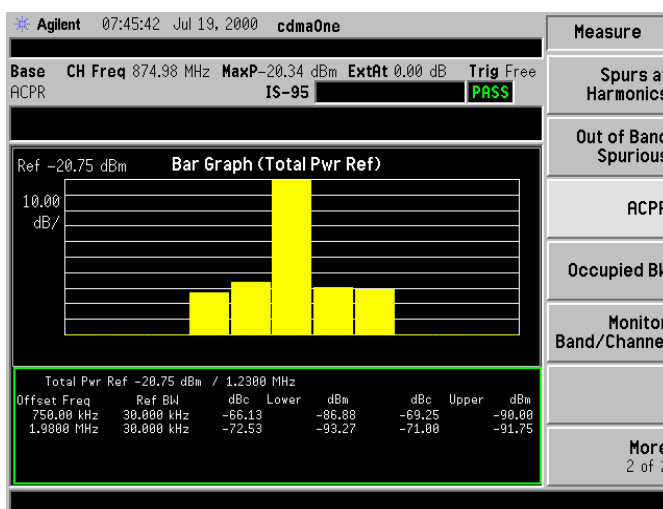 Agilent 07:45:42 Jul 19, 2000 cdmaOne
Measure
Base CH Freq 874.98 MHz MaxP-20.34 dBm ExtAt 0.00 dB Trig Free
ACPR IS-95 PASS
Spurs a
Harmonics
Out of Band
Spurious
Ref -20.75 dBm Bar Graph (Total Pwr Ref)
10.00
dB/
ACPR
Occupied BW
Monitor
Band/Channe
Total Pwr Ref -20.75 dBm / 1.2300 MHz
Offset Freq Ref BW dBc Lower dBm dBc Upper dBm
750.00 kHz 30.000 kHz -66.13 -86.88 -69.25 -90.00
1.9800 MHz 30.000 kHz -72.53 -93.27 -71.00 -91.75
More
2 of 2